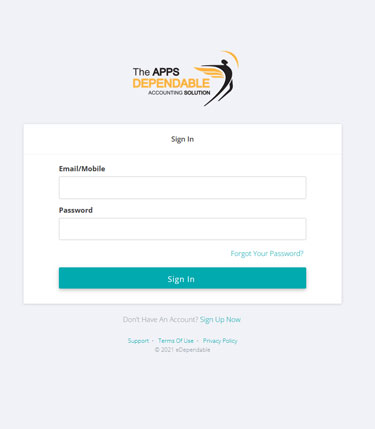 The APPS
DEPENDABLE
ACCOUNTING SOLUTION
Sign In
Email/Mobile
Password
Forgot Your Password?
Sign In
Don't Have An Account? Sign Up Now
Support • Terms Of Use • Privacy Policy
© 2021 eDependable